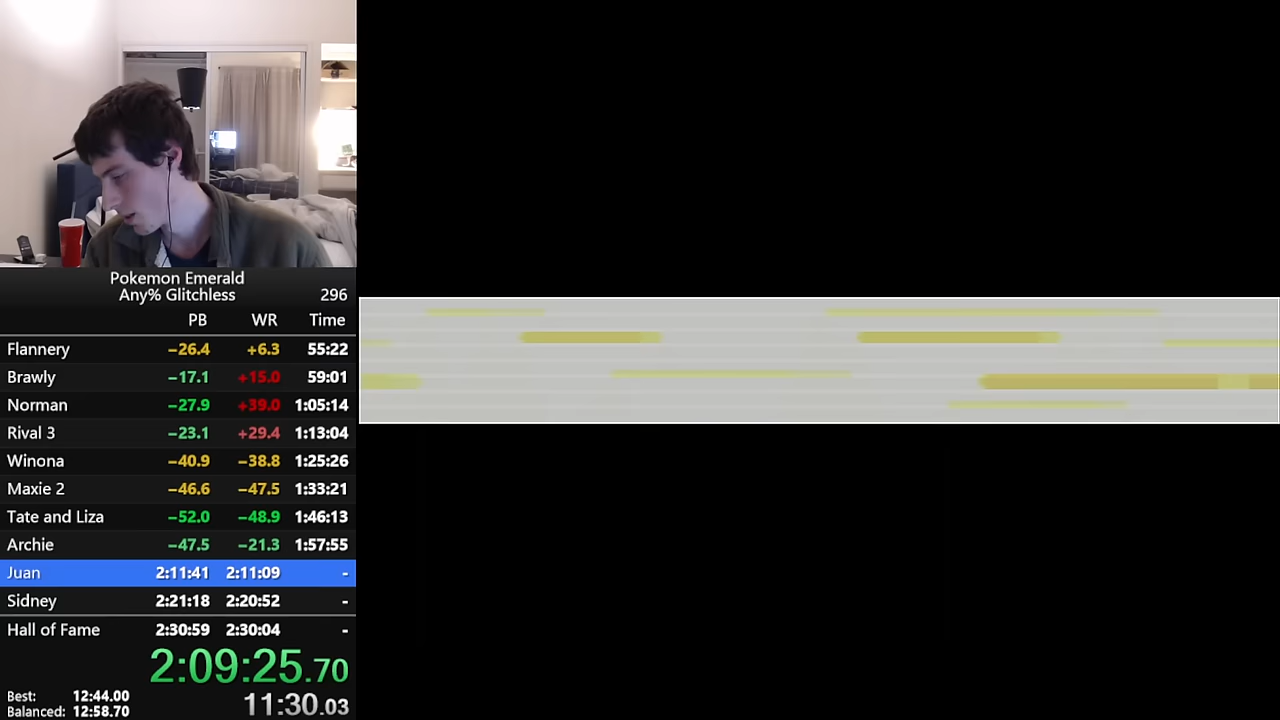 Pokemon Emerald
Any% Glitchless 296
PB WR Time
Flannery −26.4 +6.3 55:22
Brawly −17.1 +15.0 59:01
Norman −27.9 +39.0 1:05:14
Rival 3 −23.1 +29.4 1:13:04
Winona −40.9 −38.8 1:25:26
Maxie 2 −46.6 −47.5 1:33:21
Tate and Liza −52.0 −48.9 1:46:13
Archie −47.5 −21.3 1:57:55
Juan 2:11:41 2:11:09 -
Sidney 2:21:18 2:20:52 -
Hall of Fame 2:30:59 2:30:04 -
2:09:25.70
Best: 12:44.00
Balanced: 12:58.70
11:30.03